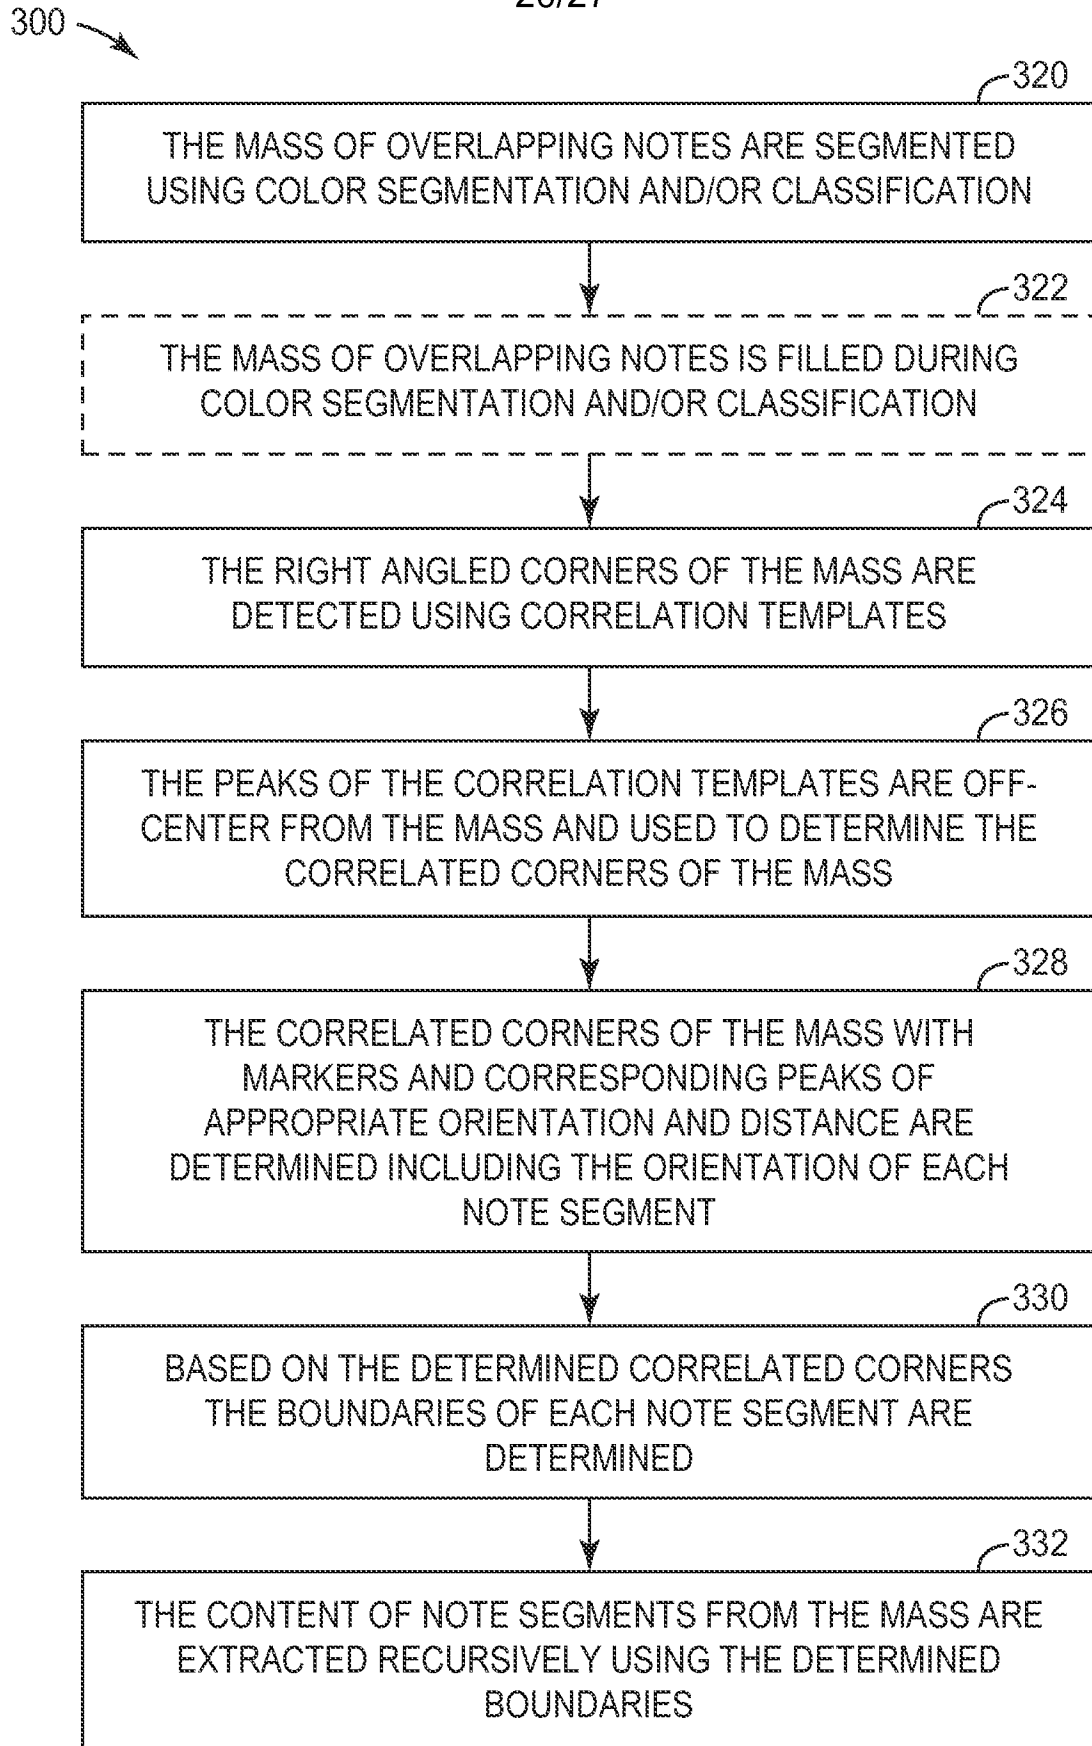 26/27
300
320
THE MASS OF OVERLAPPING NOTES ARE SEGMENTED
USING COLOR SEGMENTATION AND/OR CLASSIFICATION
322
THE MASS OF OVERLAPPING NOTES IS FILLED DURING
COLOR SEGMENTATION AND/OR CLASSIFICATION
324
THE RIGHT ANGLED CORNERS OF THE MASS ARE
DETECTED USING CORRELATION TEMPLATES
326
THE PEAKS OF THE CORRELATION TEMPLATES ARE OFF-
CENTER FROM THE MASS AND USED TO DETERMINE THE
CORRELATED CORNERS OF THE MASS
328
THE CORRELATED CORNERS OF THE MASS WITH
MARKERS AND CORRESPONDING PEAKS OF
APPROPRIATE ORIENTATION AND DISTANCE ARE
DETERMINED INCLUDING THE ORIENTATION OF EACH
NOTE SEGMENT
330
BASED ON THE DETERMINED CORRELATED CORNERS
THE BOUNDARIES OF EACH NOTE SEGMENT ARE
DETERMINED
332
THE CONTENT OF NOTE SEGMENTS FROM THE MASS ARE
EXTRACTED RECURSIVELY USING THE DETERMINED
BOUNDARIES